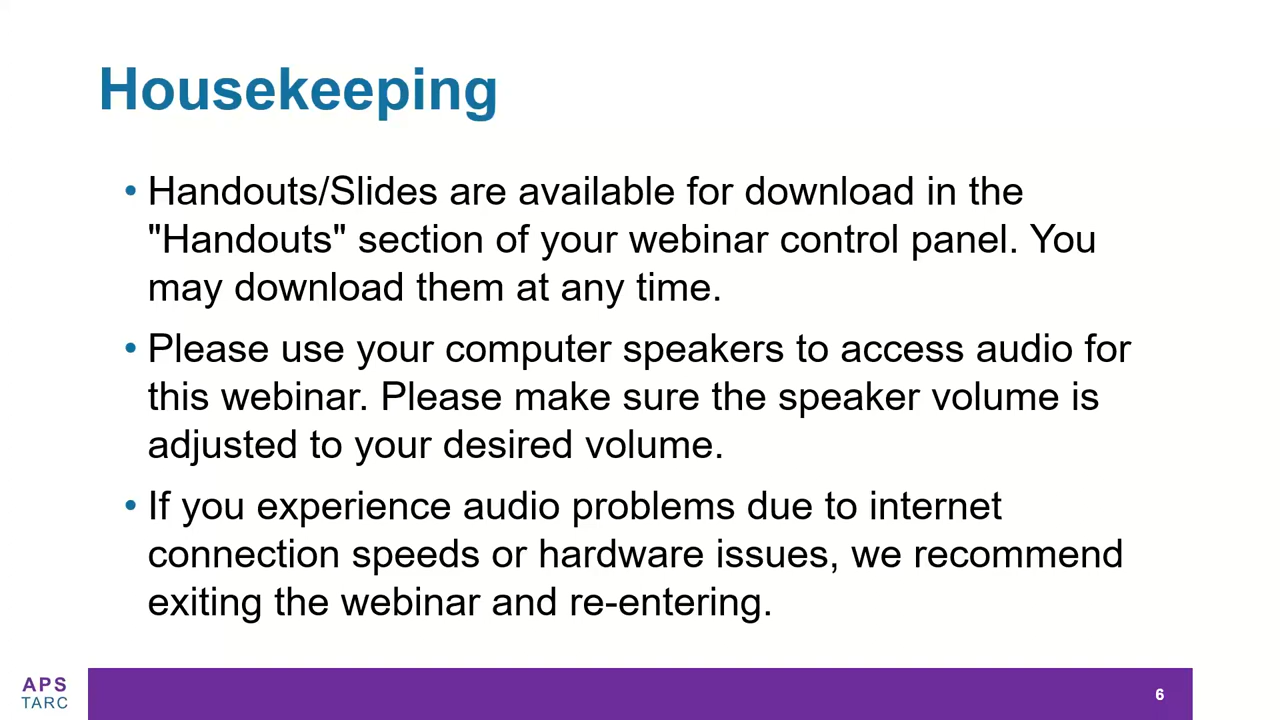 Housekeeping
• Handouts/Slides are available for download in the
"Handouts" section of your webinar control panel. You
may download them at any time.
• Please use your computer speakers to access audio for
this webinar. Please make sure the speaker volume is
adjusted to your desired volume.
• If you experience audio problems due to internet
connection speeds or hardware issues, we recommend
exiting the webinar and re-entering.
APS
TARC
6